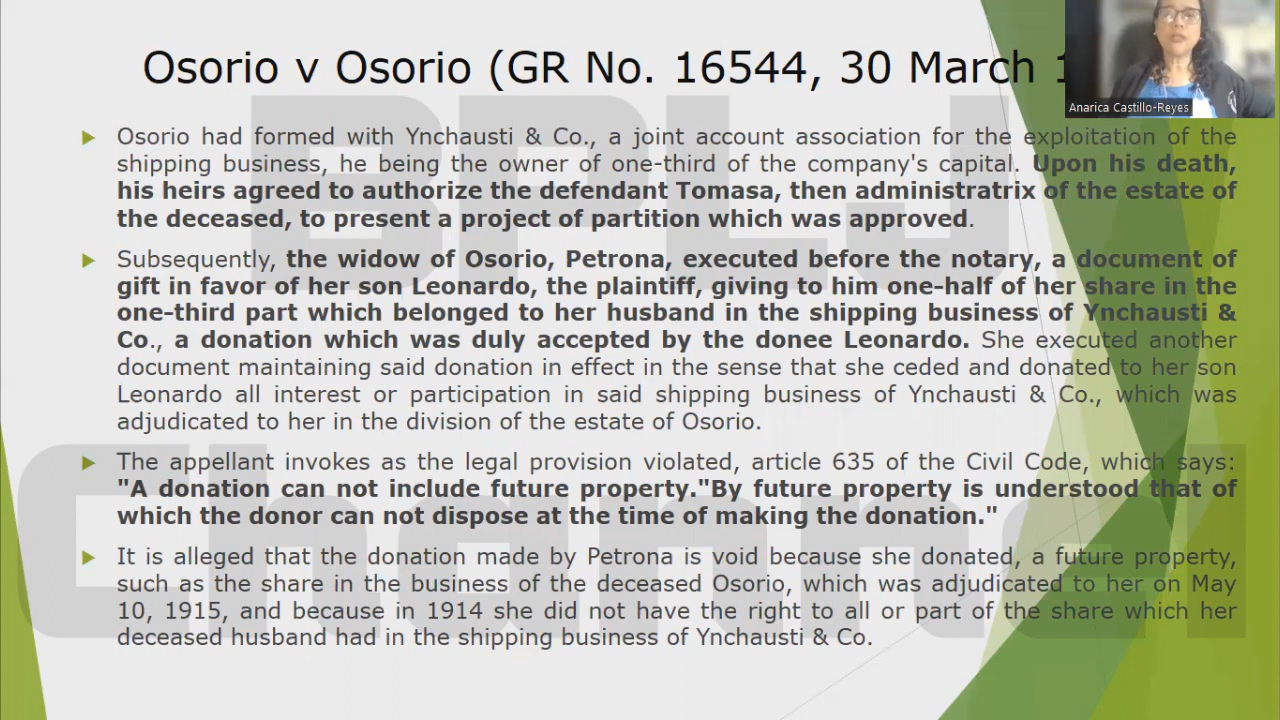 Osorio v Osorio (GR No. 16544, 30 March
Anarica Castillo-Reyes
Osorio had formed with Ynchausti & Co., a joint account association for the exploitation of the
shipping business, he being the owner of one-third of the company's capital. Upon his death,
his heirs agreed to authorize the defendant Tomasa, then administratrix of the estate of
the deceased, to present a project of partition which was approved.
Subsequently, the widow of Osorio, Petrona, executed before the notary, a document of
gift in favor of her son Leonardo, the plaintiff, giving to him one-half of her share in the
one-third part which belonged to her husband in the shipping business of Ynchausti &
Co., a donation which was duly accepted by the donee Leonardo. She executed another
document maintaining said donation in effect in the sense that she ceded and donated to her son
Leonardo all interest or participation in said shipping business of Ynchausti & Co., which was
adjudicated to her in the division of the estate of Osorio.
The appellant invokes as the legal provision violated, article 635 of the Civil Code, which says:
"A donation can not include future property."By future property is understood that of
which the donor can not dispose at the time of making the donation."
It is alleged that the donation made by Petrona is void because she donated, a future property,
such as the share in the business of the deceased Osorio, which was adjudicated to her on May
10, 1915, and because in 1914 she did not have the right to all or part of the share which her
deceased husband had in the shipping business of Ynchausti & Co.
BPLJ
Channel